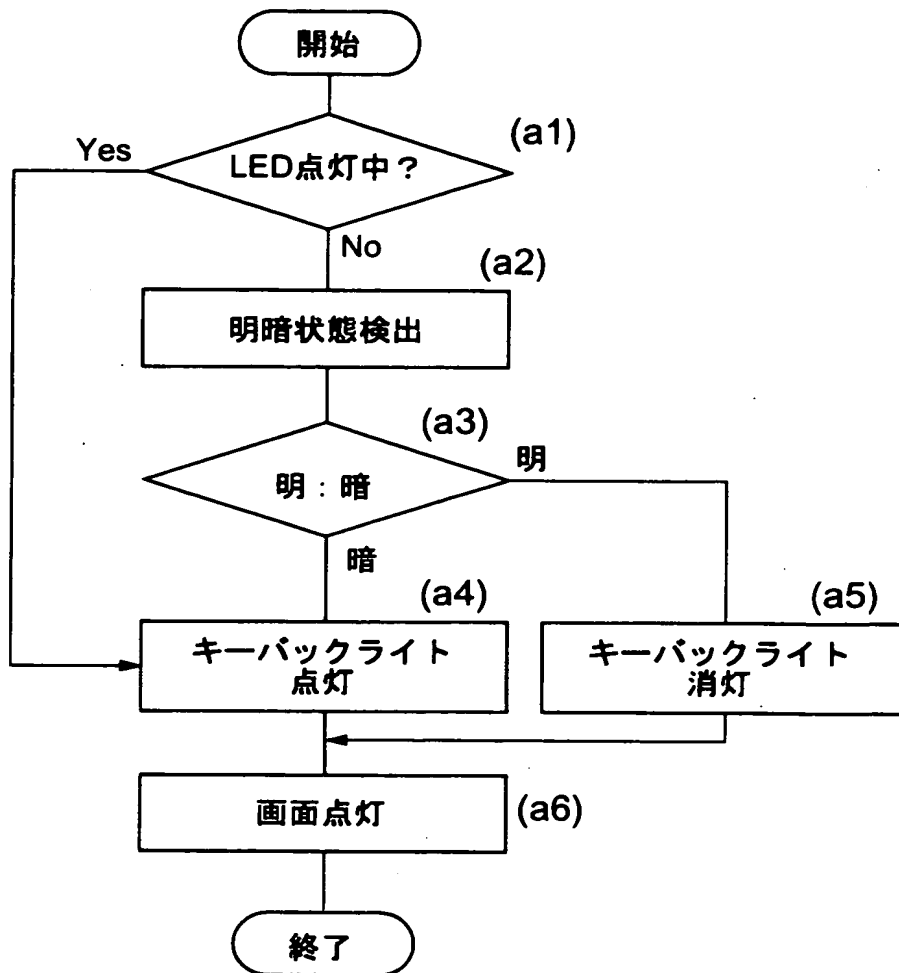 開始
(a1)
Yes
LED点灯中？
No
(a2)
明暗状態検出
(a3)
明
明：暗
暗
(a4)
(a5)
キーバックライト
点灯
キーバックライト
消灯
画面点灯
(a6)
終了